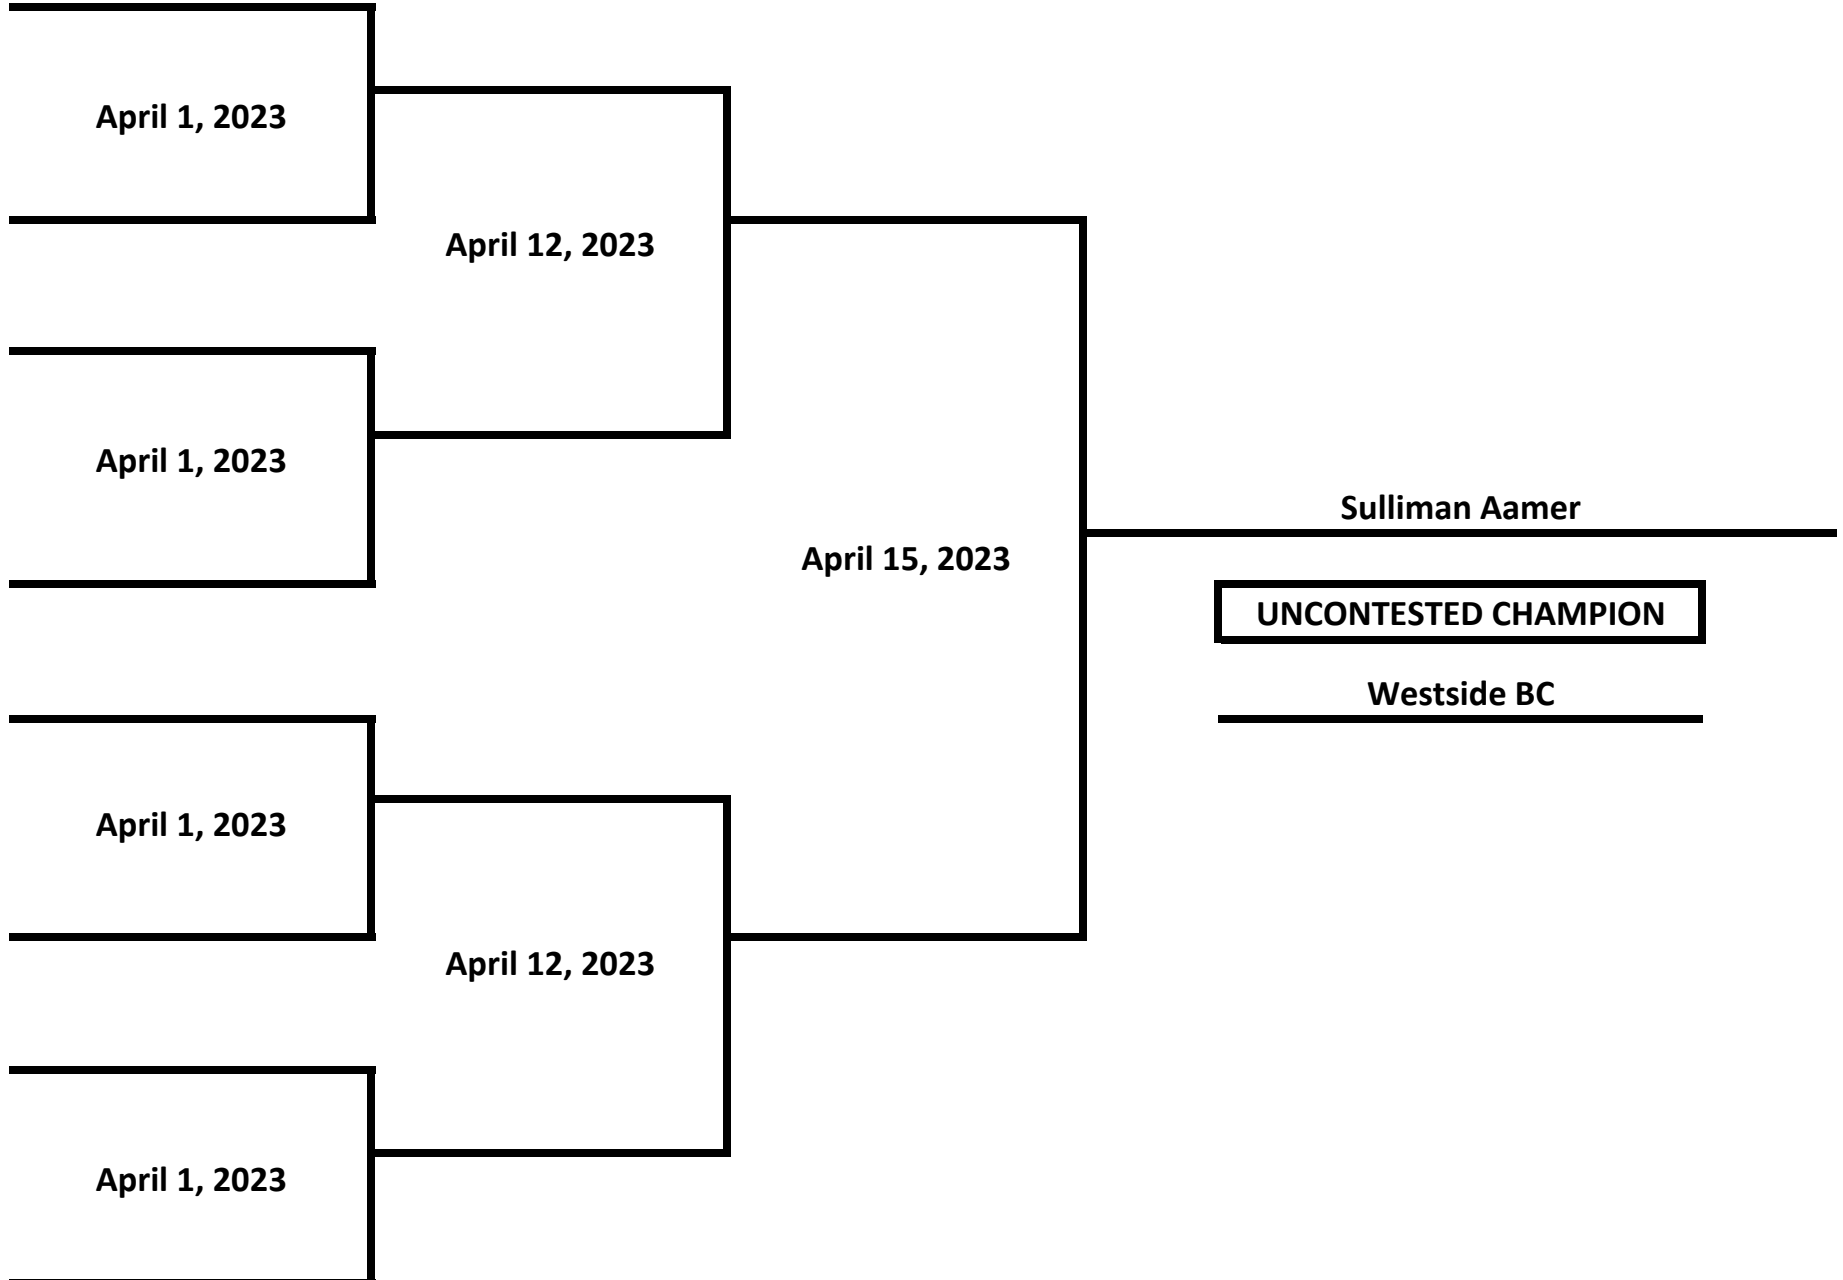 April 1, 2023
April 12, 2023
April 1, 2023
Sulliman Aamer
April 15, 2023
UNCONTESTED CHAMPION
Westside BC
April 1, 2023
April 12, 2023
April 1, 2023